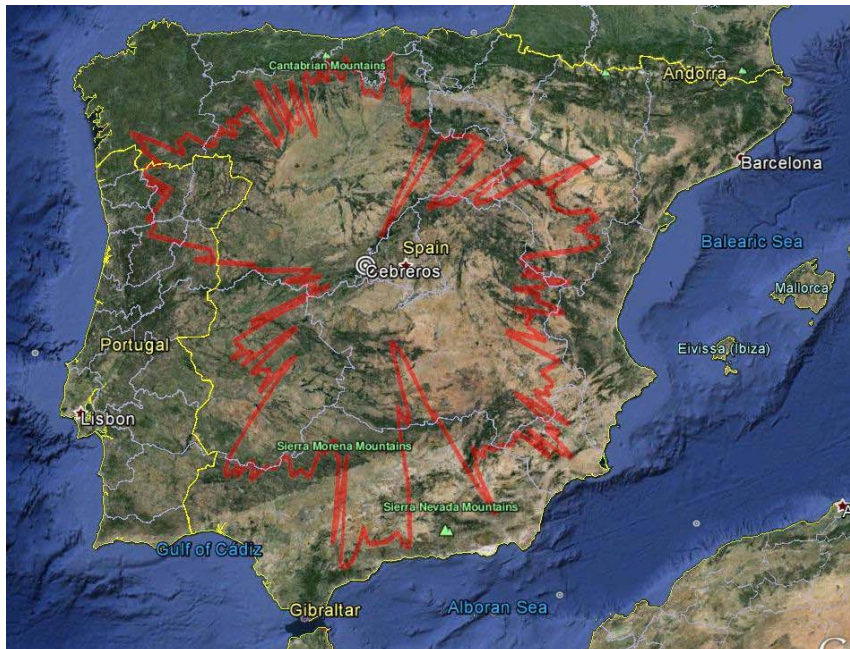 Cantabrian Mountains
Andorra
Barcelona
Spain
Balearic Sea
Cebreros
Mallorca
Portugal
Eivissa (Ibiza)
Lisbon
Sierra Morena Mountains
Sierra Nevada Mountains
Gulf of Cádiz
Gibraltar
Alboran Sea